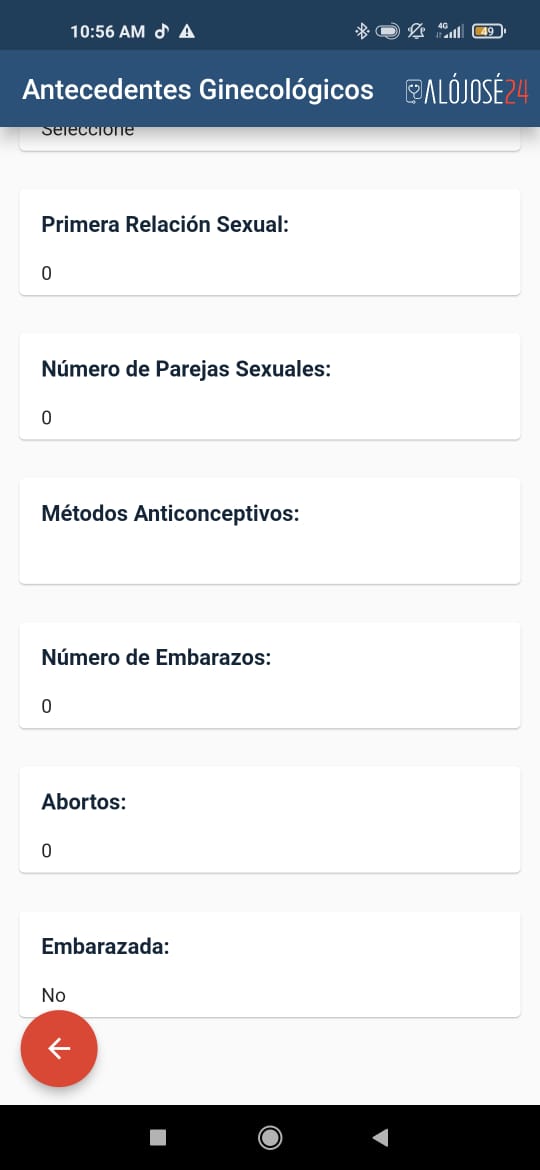 10:56 AM
4G
49
Antecedentes Ginecológicos
ALÓJOSÉ24
Seleccione
Primera Relación Sexual:
0
Número de Parejas Sexuales:
0
Métodos Anticonceptivos:
Número de Embarazos:
0
Abortos:
0
Embarazada:
No